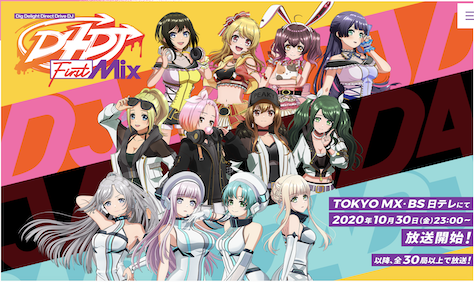 Dig Delight Direct Drive DJ
D4DJ
First Mix
TOKYO MX・BS日テレにて
2020年10月30日(金)23:00―
放送開始！
以降、全30局以上で放送！